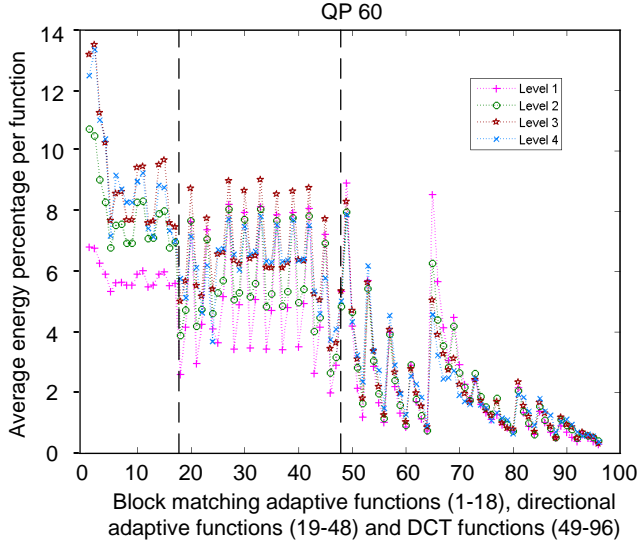 QP 60
14
12
10
8
6
4
2
0
Average energy percentage per function
Level 1
Level 2
Level 3
Level 4
0 10 20 30 40 50 60 70 80 90 100
Block matching adaptive functions (1-18), directional
adaptive functions (19-48) and DCT functions (49-96)